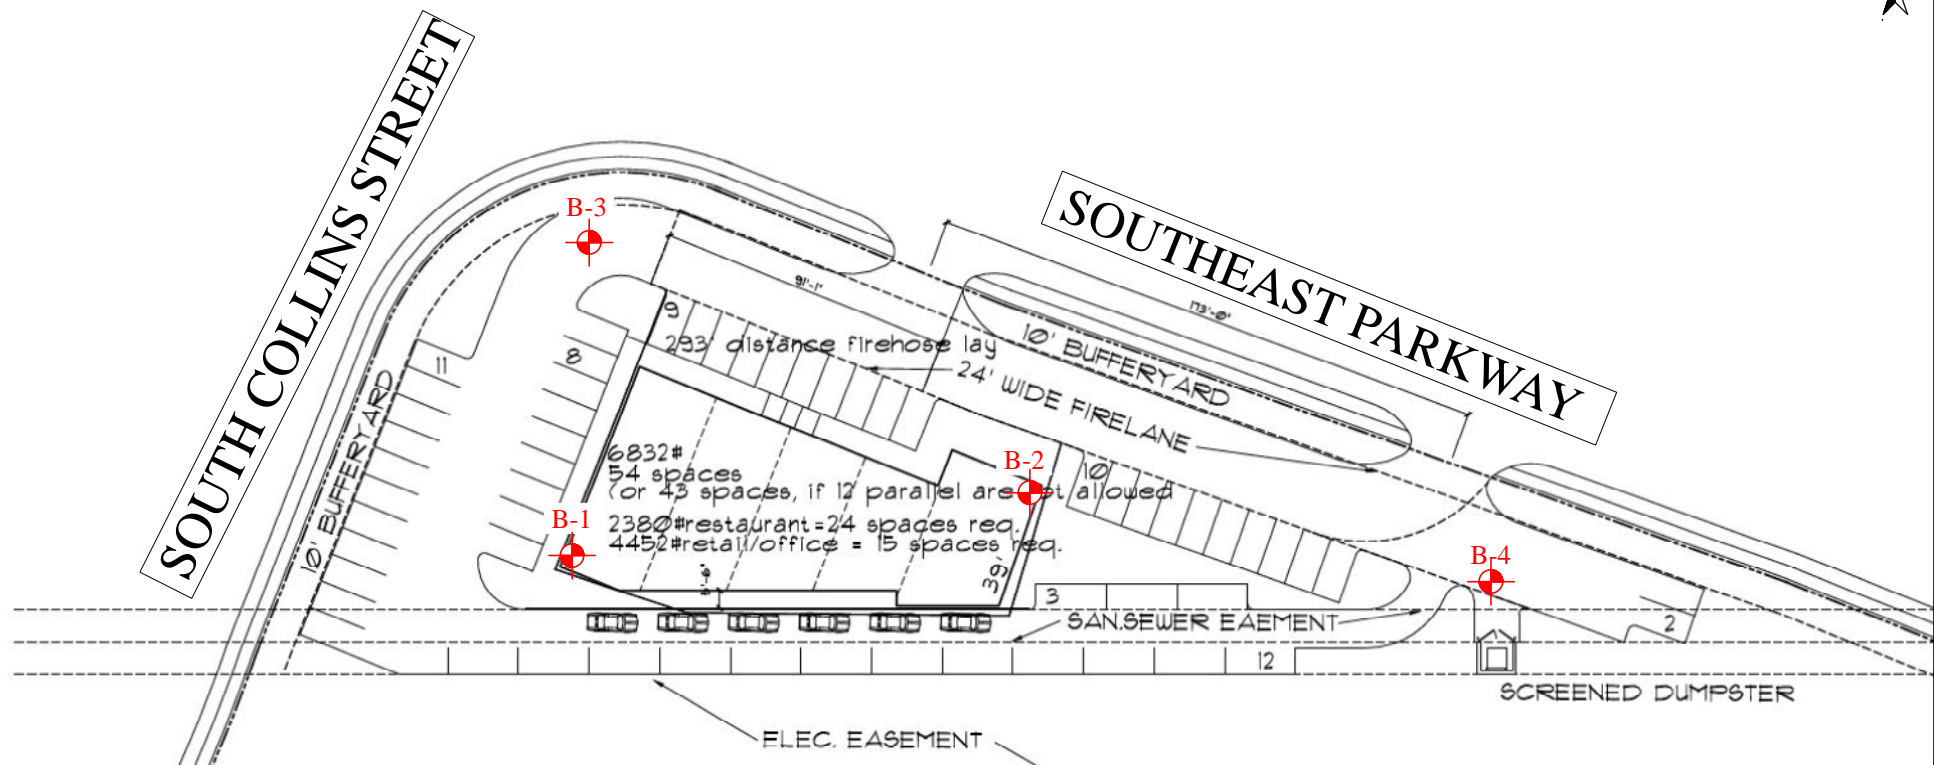 SOUTH COLLINS STREET
SOUTHEAST PARKWAY
B-3
91'-1"
173'-0"
9
293' distance firehose lay
10' BUFFERYARD
24' WIDE FIRELANE
11
8
10' BUFFERYARD
6832#
54 spaces
(or 43 spaces, if 12 parallel are allowed
B-2
10
B-1
2380#restaurant=24 spaces req.
4452#retail/office = 15 spaces req.
39'
B-4
3
SAN.SEWER EAEMENT
2
12
SCREENED DUMPSTER
ELEC. EASEMENT